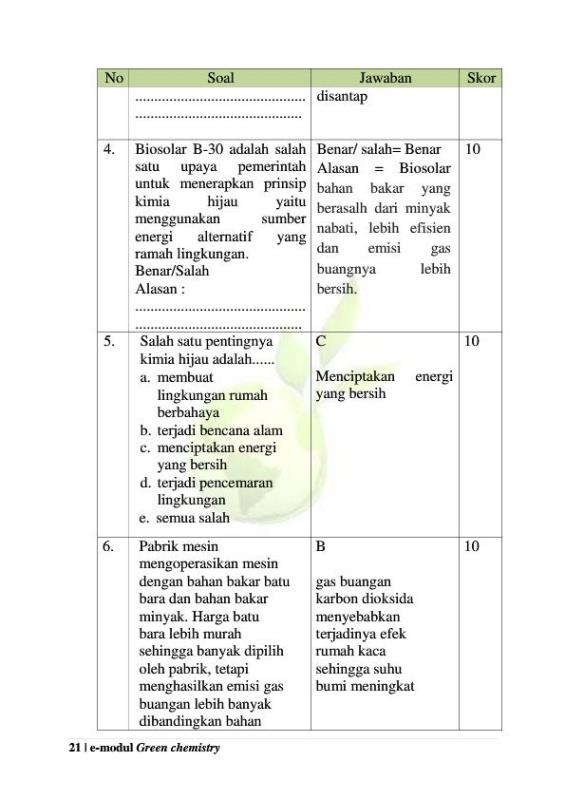 No Soal Jawaban Skor
............................................. disantap
............................................
4. Biosolar B-30 adalah salah
satu upaya pemerintah
untuk menerapkan prinsip
kimia hijau yaitu
menggunakan sumber
energi alternatif yang
ramah lingkungan.
Benar/Salah
Alasan :
.............................................
............................................
Benar/ salah= Benar
Alasan = Biosolar
bahan bakar yang
berasalh dari minyak
nabati, lebih efisien
dan emisi gas
buangnya lebih
bersih.
10
5. Salah satu pentingnya
kimia hijau adalah......
a. membuat
lingkungan rumah
berbahaya
b. terjadi bencana alam
c. menciptakan energi
yang bersih
d. terjadi pencemaran
lingkungan
e. semua salah
C
Menciptakan energi
yang bersih
10
6. Pabrik mesin
mengoperasikan mesin
dengan bahan bakar batu
bara dan bahan bakar
minyak. Harga batu
bara lebih murah
sehingga banyak dipilih
oleh pabrik, tetapi
menghasilkan emisi gas
buangan lebih banyak
dibandingkan bahan
B
gas buangan
karbon dioksida
menyebabkan
terjadinya efek
rumah kaca
sehingga suhu
bumi meningkat
10
21 | e-modul Green chemistry